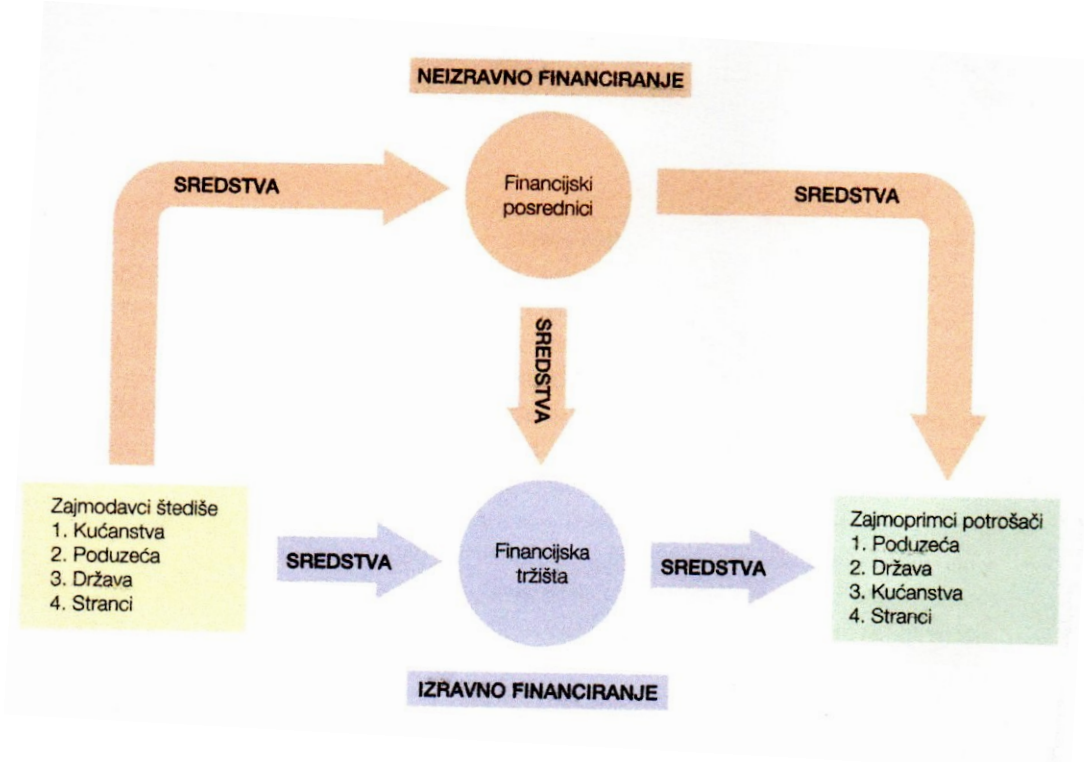 NEIZRAVNO FINANCIRANJE
SREDSTVA
Financijski
posrednici
SREDSTVA
SREDSTVA
Zajmodavci štediše
1. Kućanstva
2. Poduzeća
3. Država
4. Stranci
SREDSTVA
Financijska
tržišta
SREDSTVA
Zajmoprimci potrošači
1. Poduzeća
2. Država
3. Kućanstva
4. Stranci
IZRAVNO FINANCIRANJE